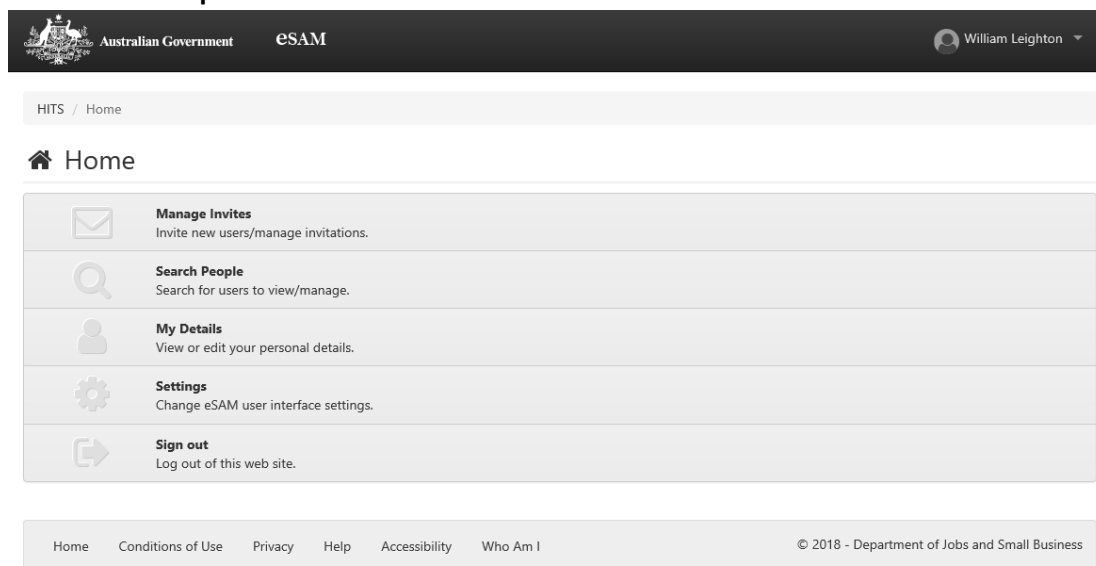 Australian Government eSAM William Leighton
HITS / Home
Home
Manage Invites
Invite new users/manage invitations.
Search People
Search for users to view/manage.
My Details
View or edit your personal details.
Settings
Change eSAM user interface settings.
Sign out
Log out of this web site.
Home Conditions of Use Privacy Help Accessibility Who Am I © 2018 - Department of Jobs and Small Business